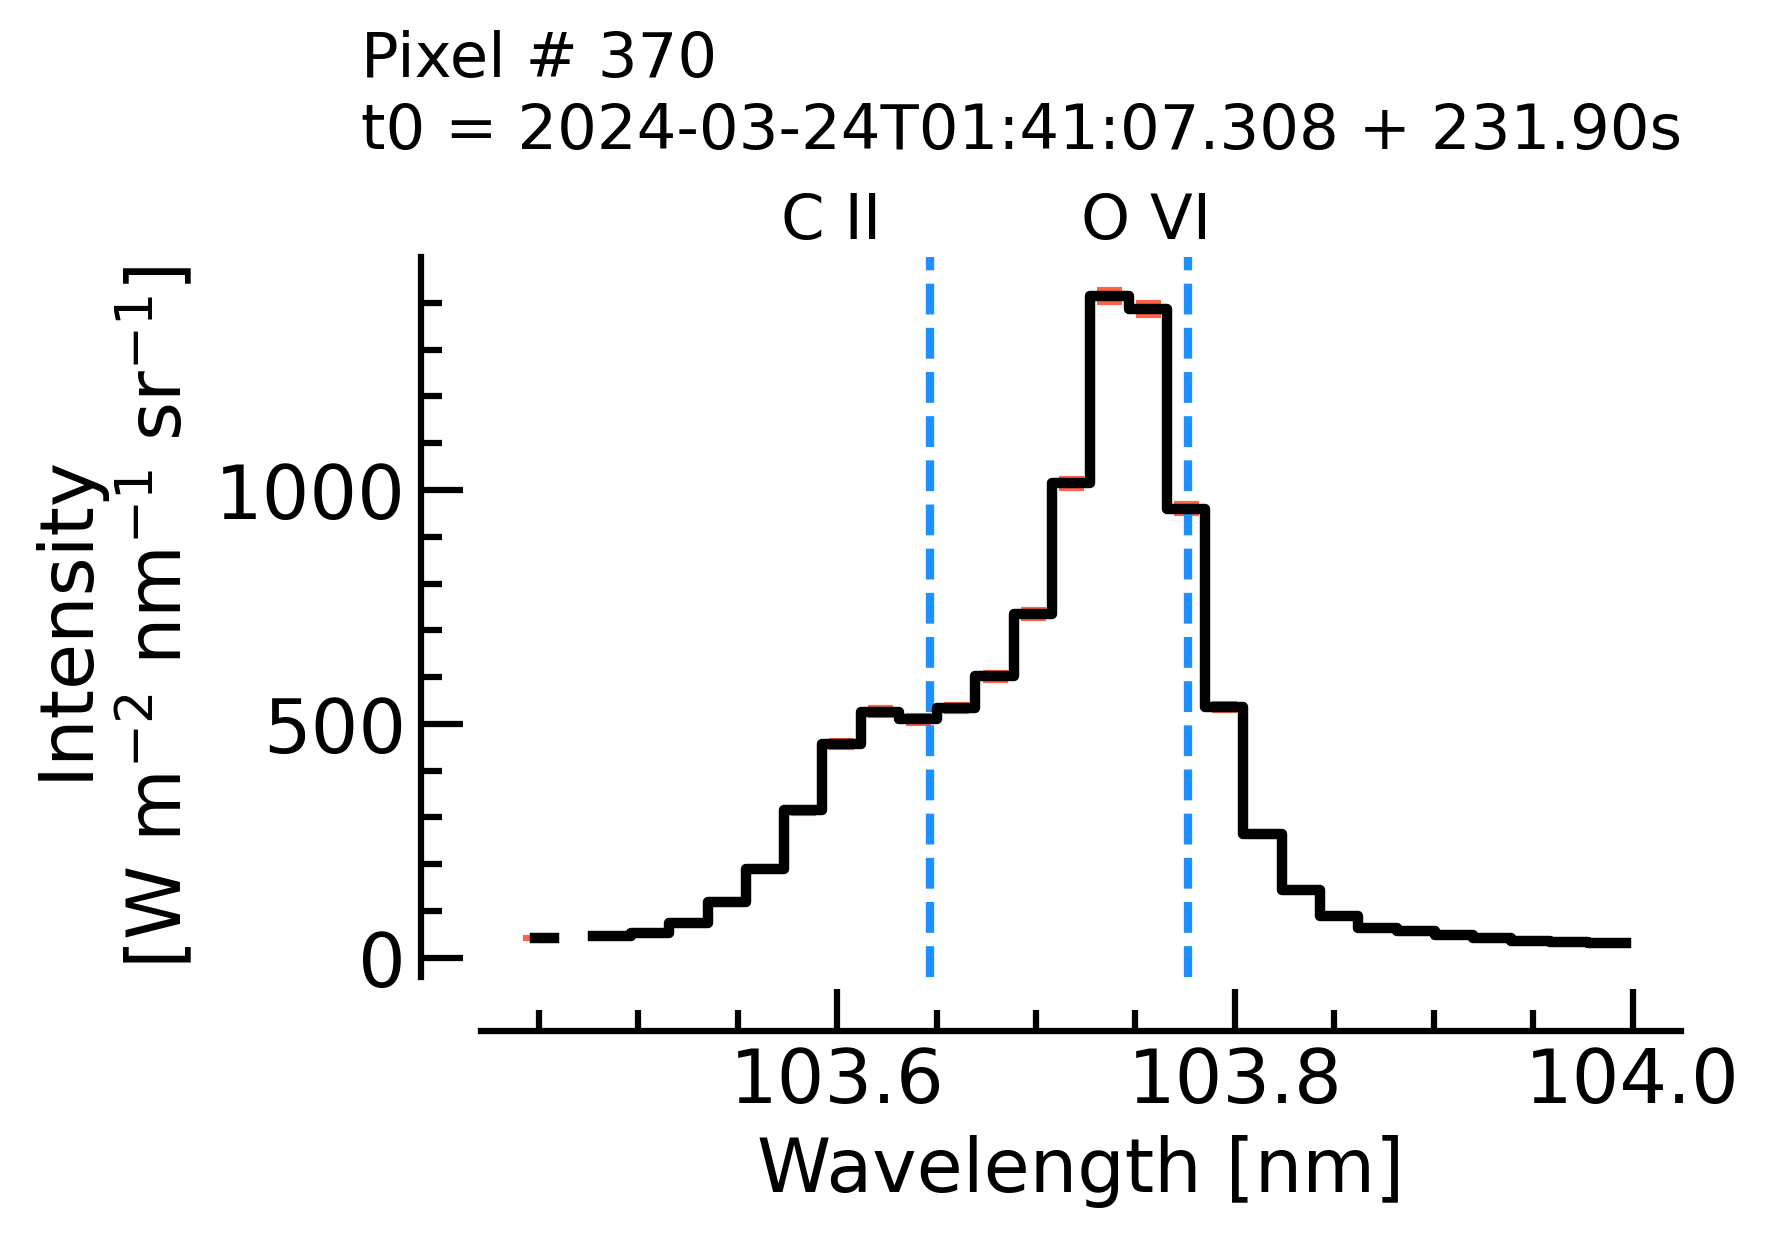 Pixel # 370
t0 = 2024-03-24T01:41:07.308 + 231.90s
C II O VI
Intensity
[W m⁻² nm⁻¹ sr⁻¹]
1000
500
0
103.6 103.8 104.0
Wavelength [nm]